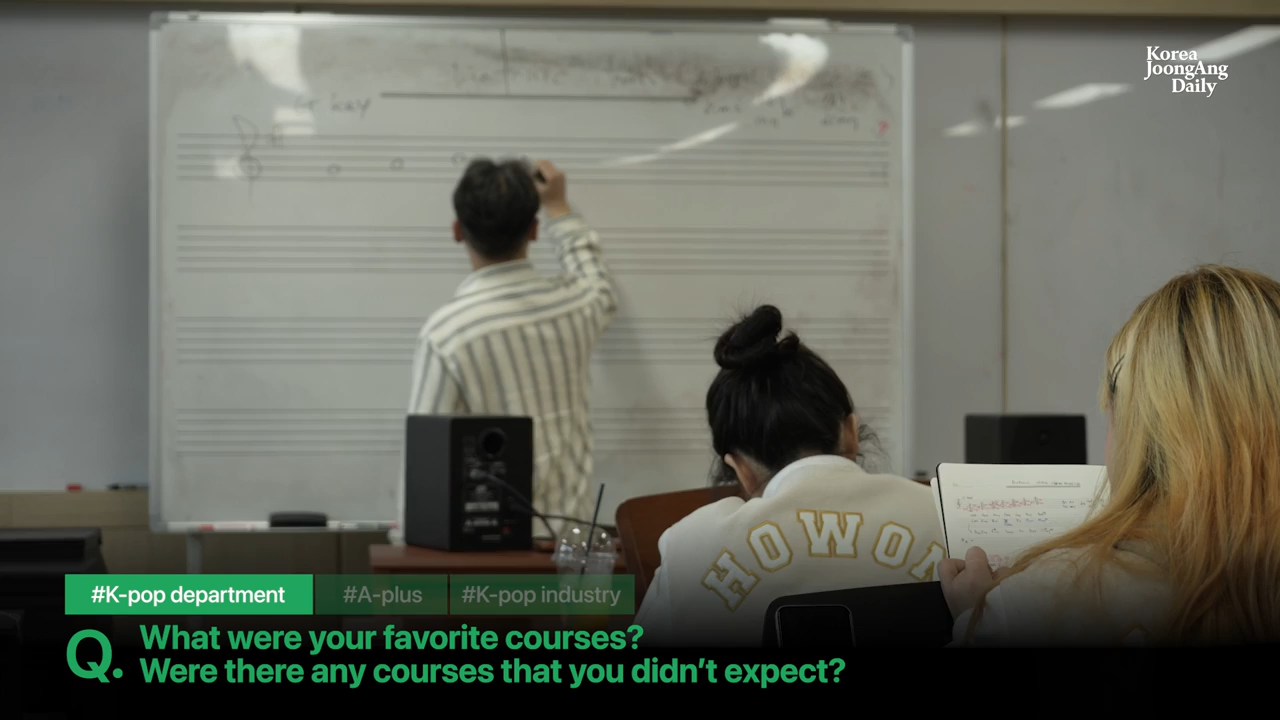 Korea
JoongAng
Daily
key
HOWON
#K-pop department
#A-plus
#K-pop industry
Q.
What were your favorite courses?
Were there any courses that you didn't expect?